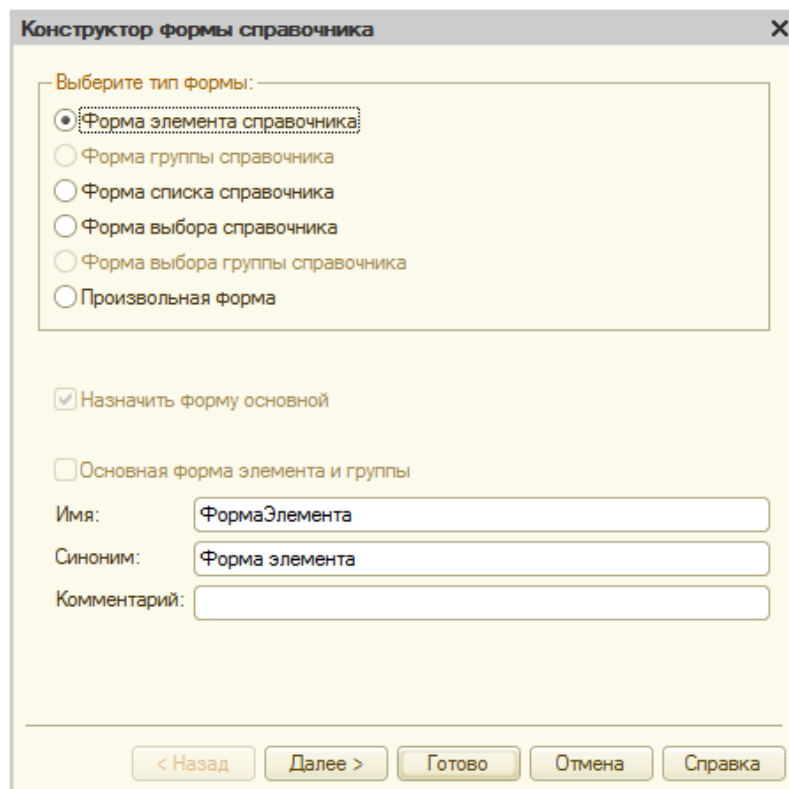 Конструктор формы справочника
Выберите тип формы:
Форма элемента справочника
Форма группы справочника
Форма списка справочника
Форма выбора справочника
Форма выбора группы справочника
Произвольная форма
Назначить форму основной
Основная форма элемента и группы
Имя: ФормаЭлемента
Синоним: Форма элемента
Комментарий:
< Назад Далее > Готово Отмена Справка